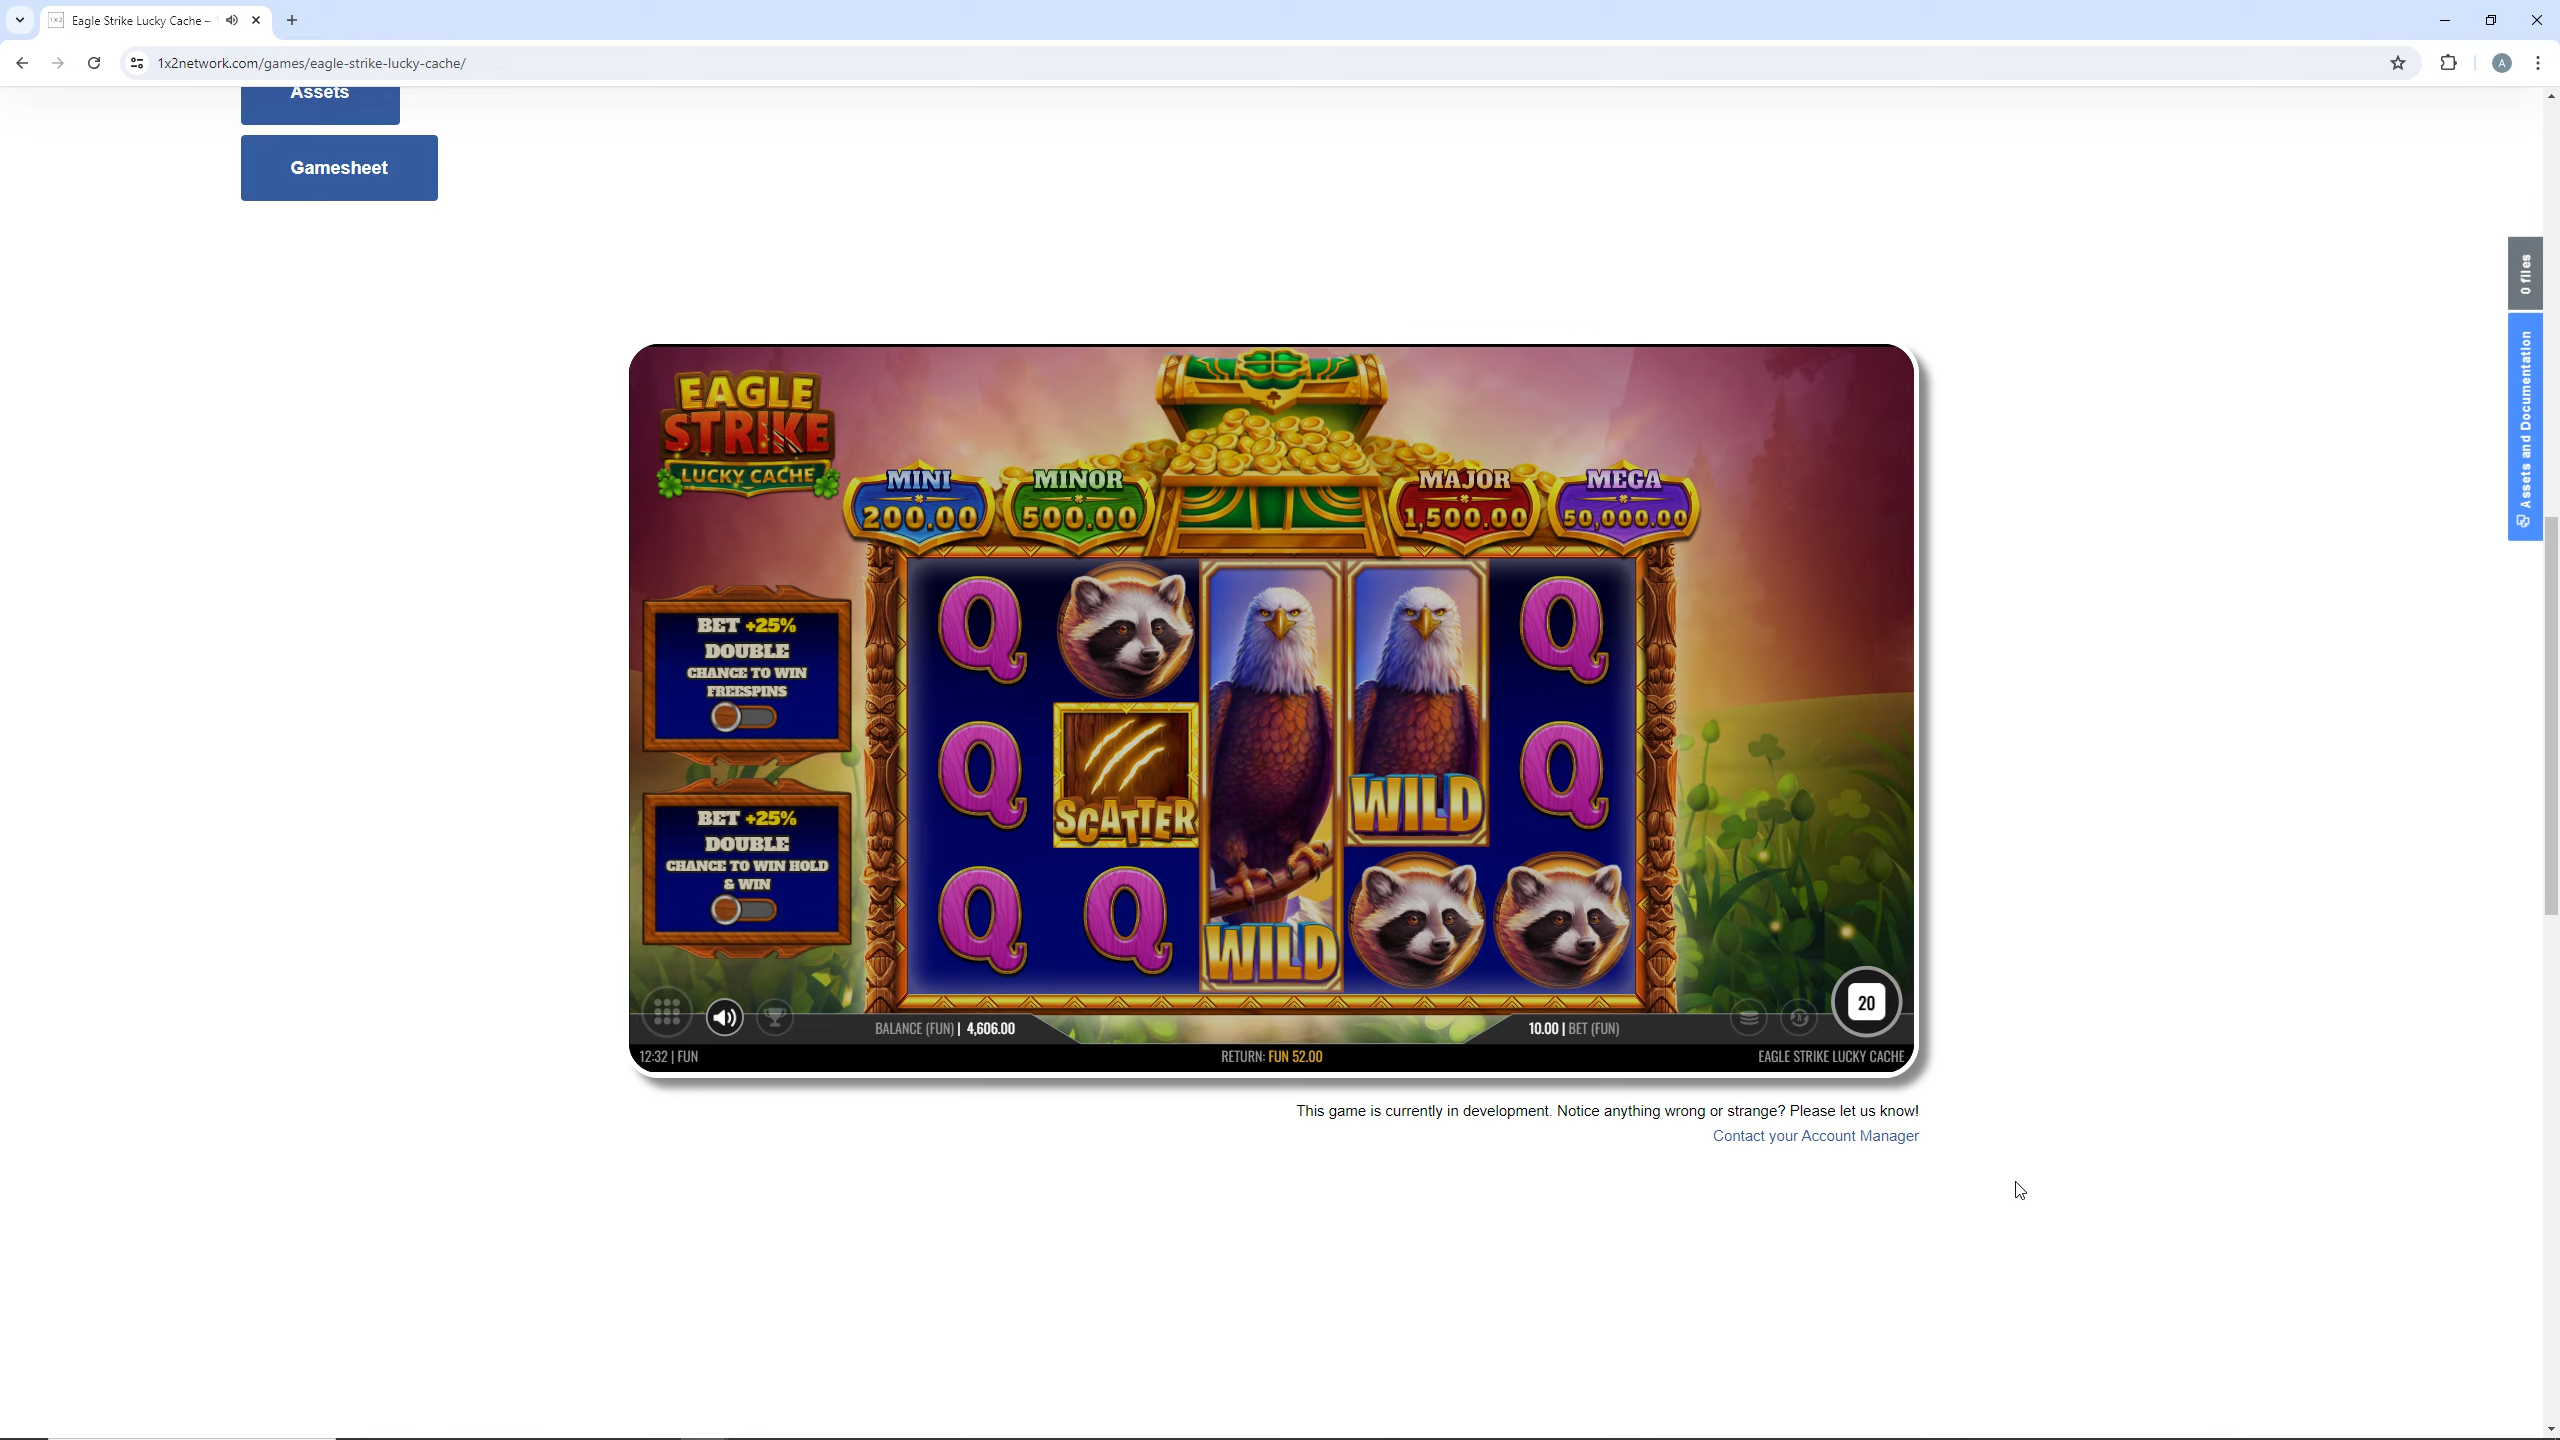 Eagle Strike Lucky Cache –
1x2network.com/games/eagle-strike-lucky-cache/
A
Assets
Gamesheet
0 files
Assets and Documentation
EAGLE
STRIKE
LUCKY CACHE
MINI
200.00
MINOR
500.00
MAJOR
1,500.00
MEGA
50,000.00
BET +25%
DOUBLE
CHANCE TO WIN
FREESPINS
BET +25%
DOUBLE
CHANCE TO WIN HOLD
& WIN
Q
Q
Q
SCATTER
WILD
Q
Q
WILD
Q
Q
20
BALANCE (FUN) | 4,606.00
10.00 | BET (FUN)
12:32 | FUN
RETURN: FUN 52.00
EAGLE STRIKE LUCKY CACHE
This game is currently in development. Notice anything wrong or strange? Please let us know!
Contact your Account Manager